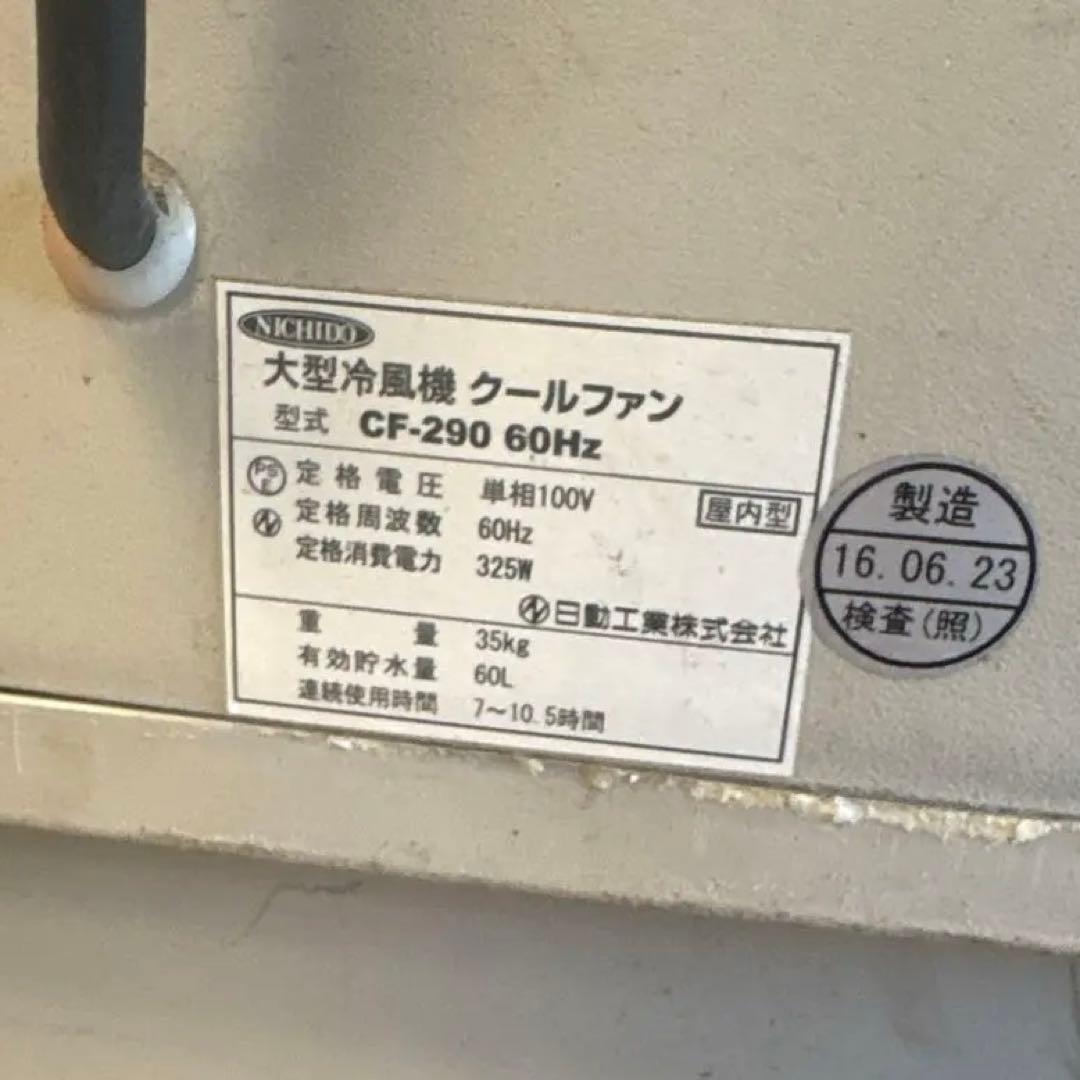 NICHIDO
大型冷風機 クールファン
型式 CF-290 60Hz
PS E 定格電圧 単相100V
定格周波数 60Hz
屋内型
定格消費電力 325W
日動工業株式会社
重量 35kg
有効貯水量 60L
連続使用時間 7～10.5時間
製造
16.06.23
検査(照)